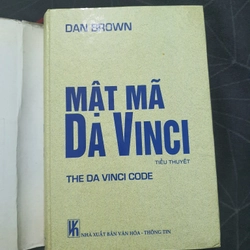 DAN BROWN
MẬT MÃ
DA VINCI
TIỂU THUYẾT
THE DA VINCI CODE
NHÀ XUẤT BẢN VĂN HÓA - THÔNG TIN